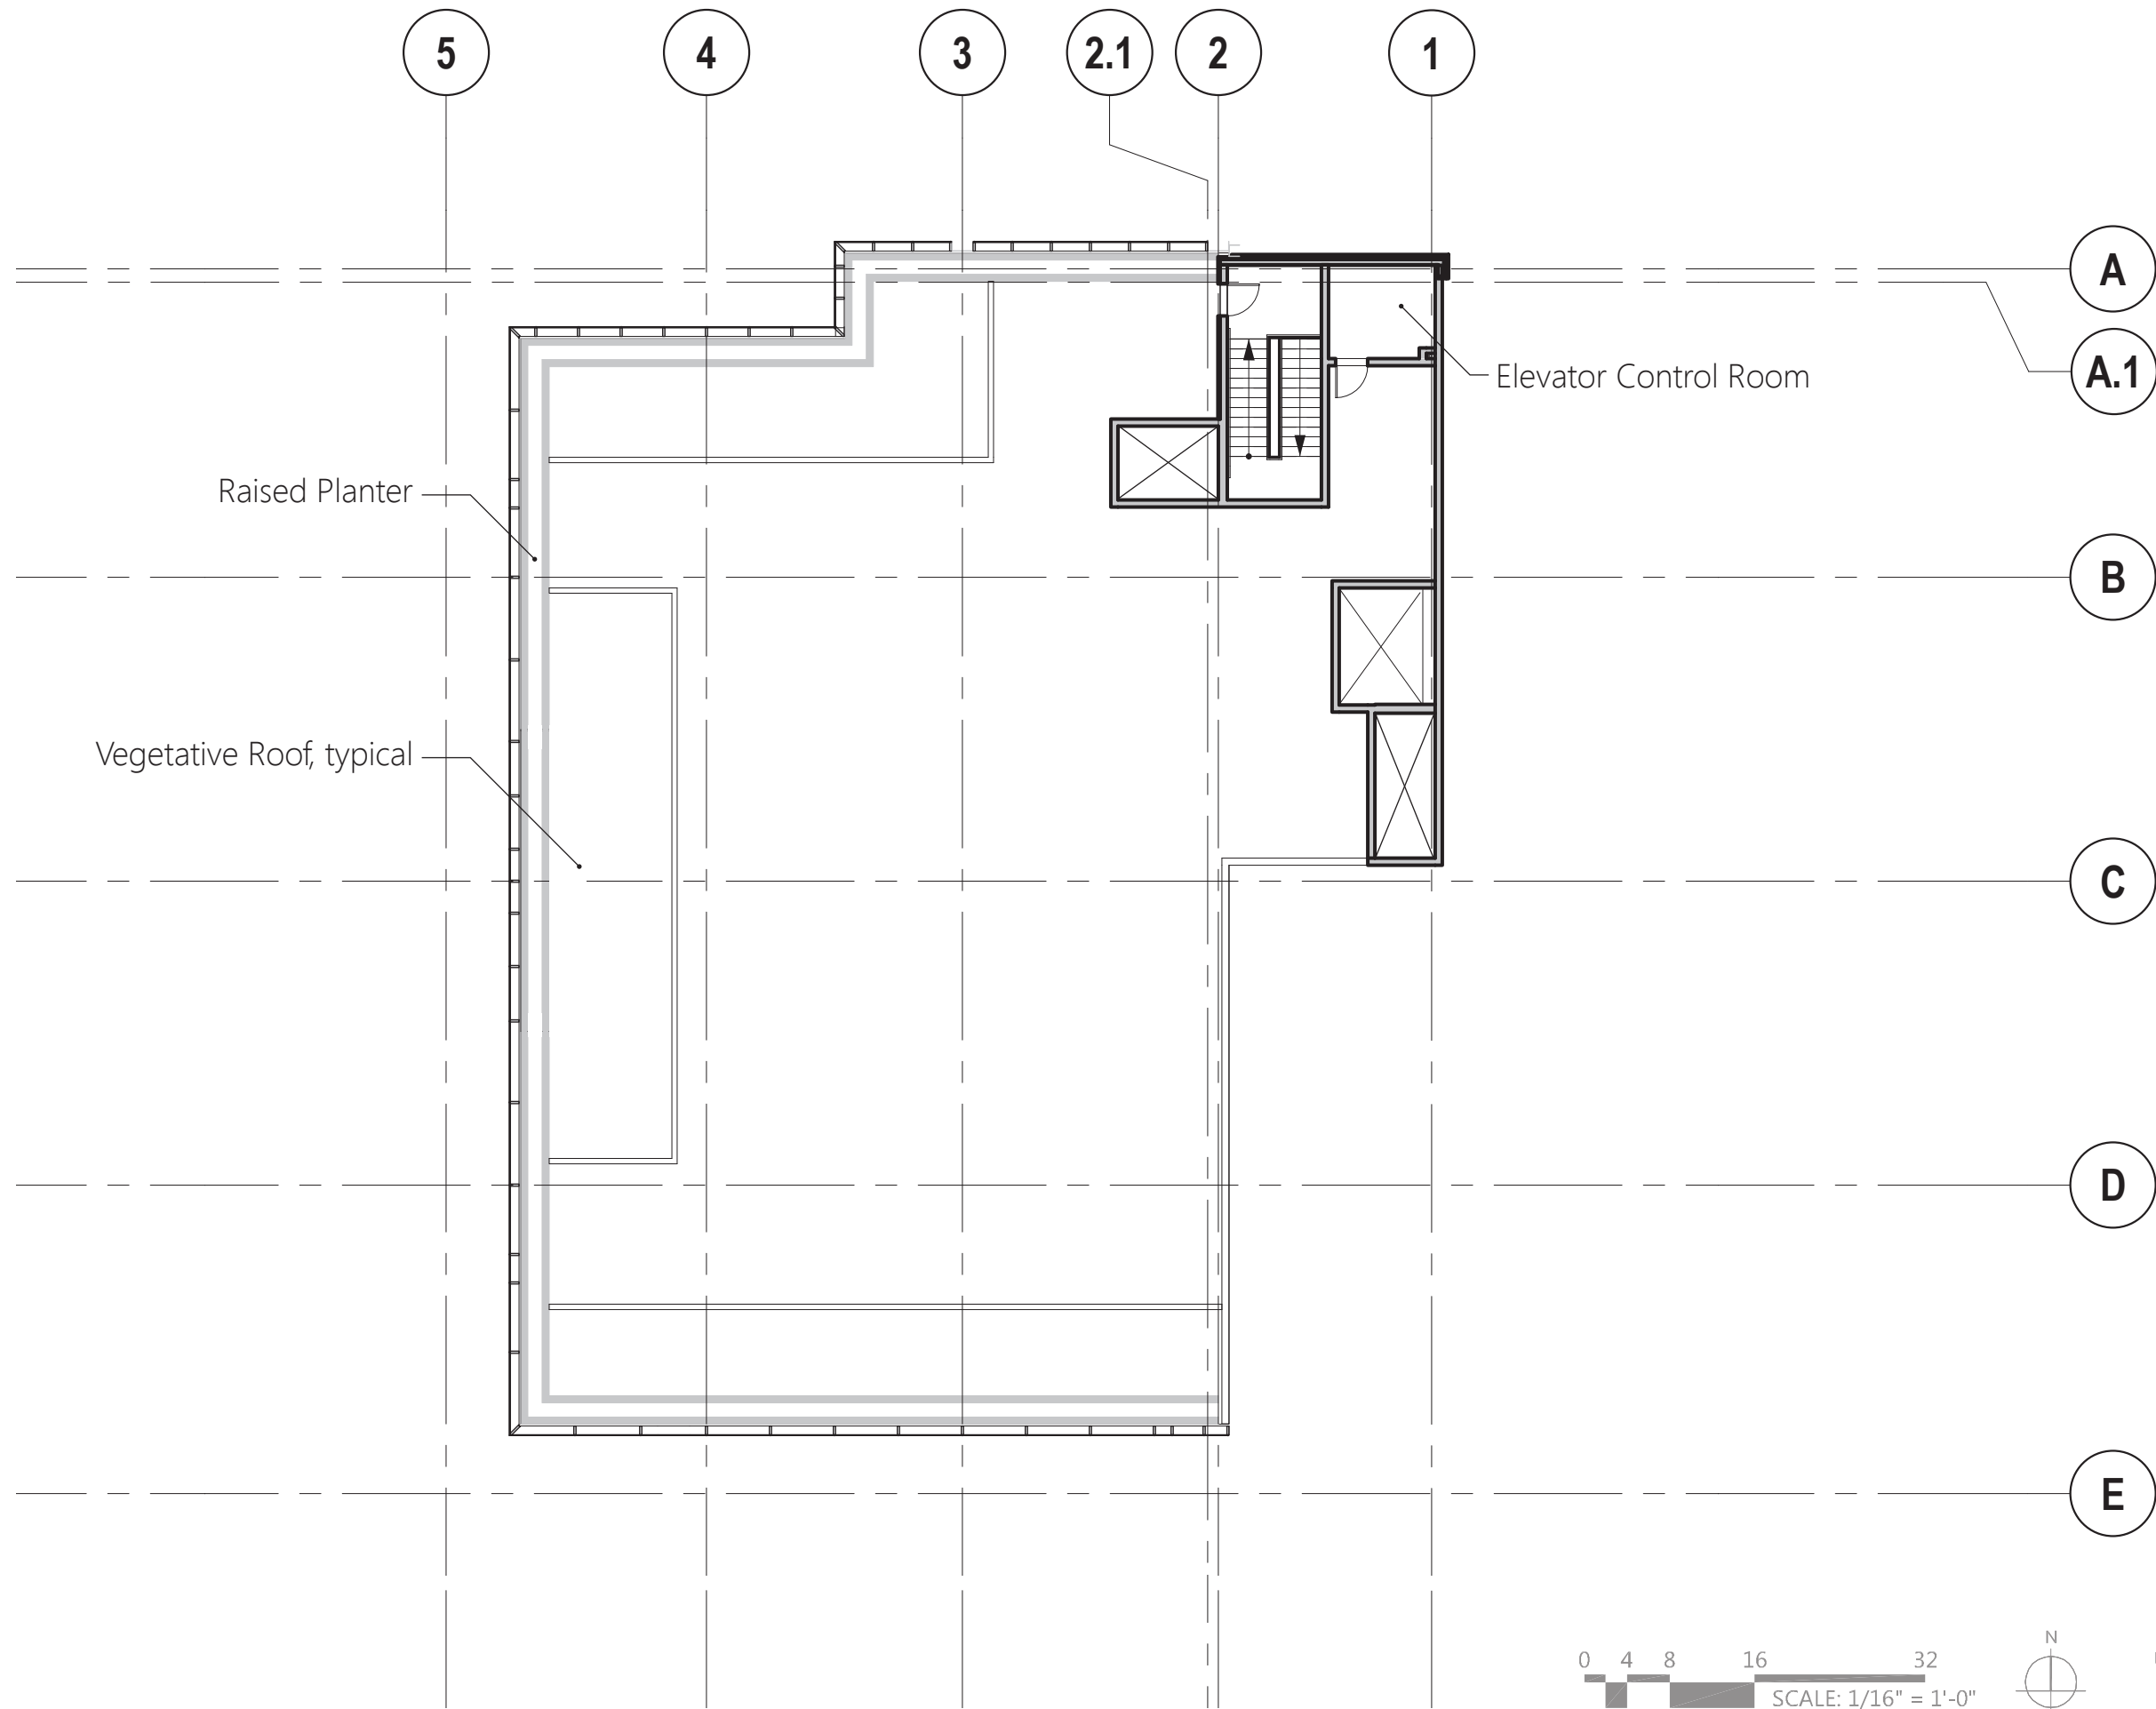 5 4 3 2.1 2 1
A
A.1
Elevator Control Room
Raised Planter
B
Vegetative Roof, typical
C
D
E
N
0 4 8 16 32
SCALE: 1/16" = 1'-0"